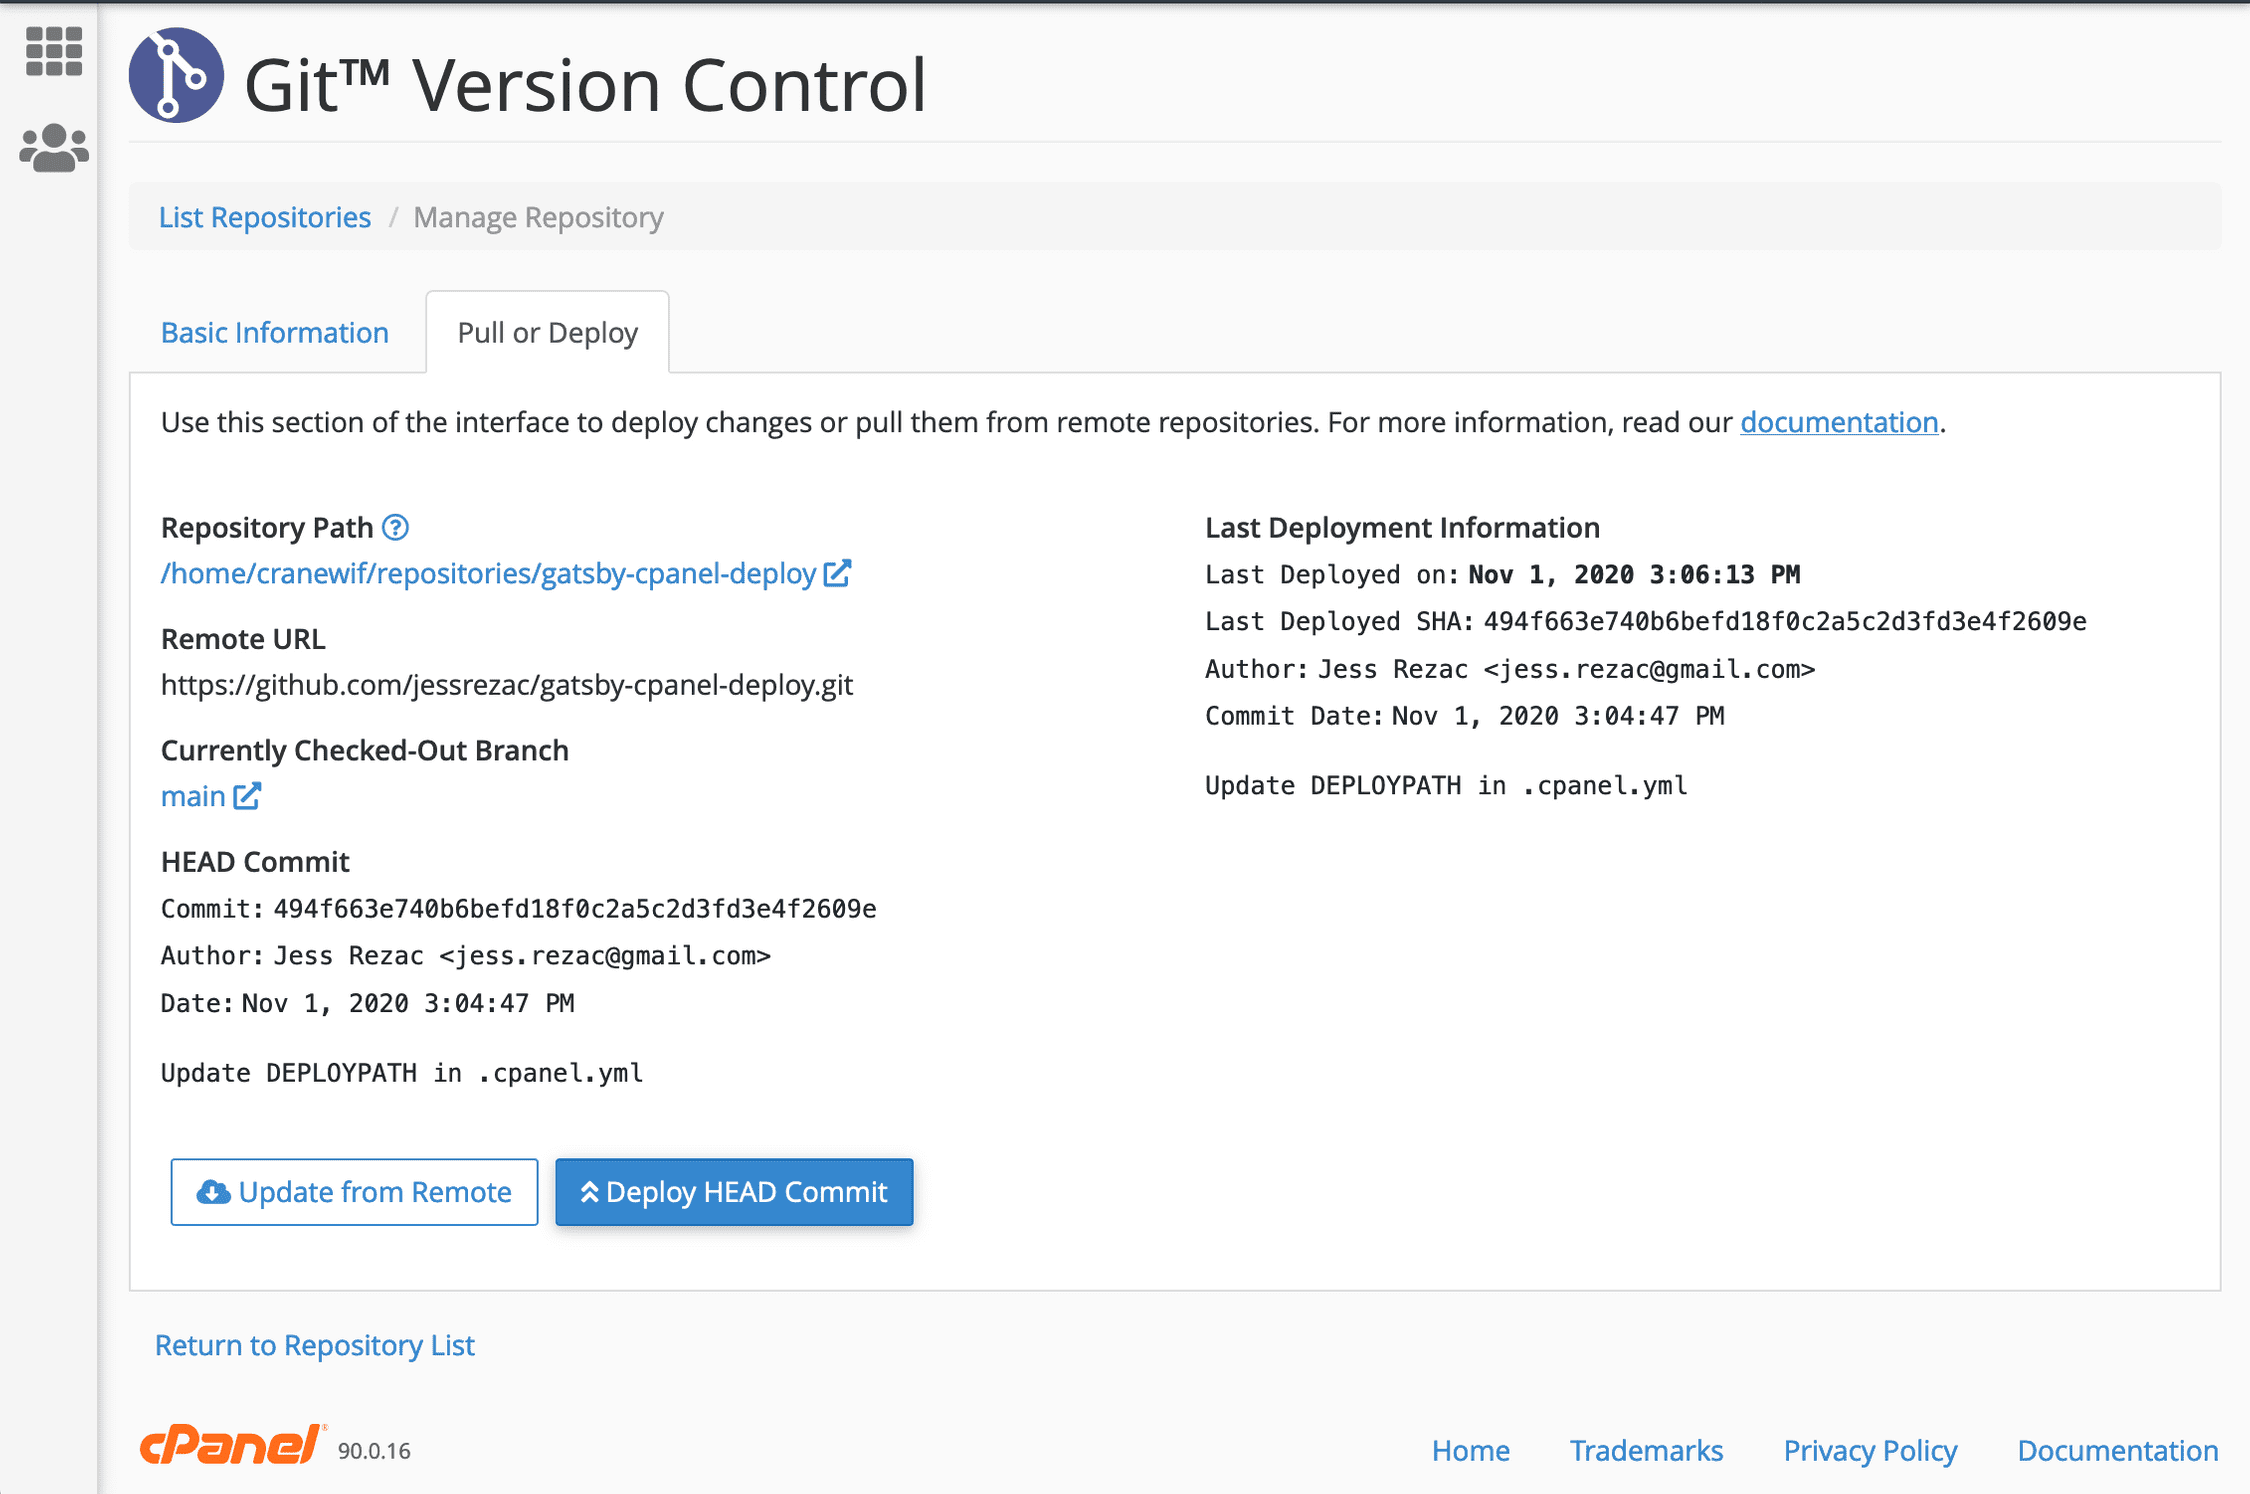 Git™ Version Control
List Repositories / Manage Repository
Basic Information
Pull or Deploy
Use this section of the interface to deploy changes or pull them from remote repositories. For more information, read our documentation.
Repository Path
/home/cranewif/repositories/gatsby-cpanel-deploy
Remote URL
https://github.com/jessrezac/gatsby-cpanel-deploy.git
Currently Checked-Out Branch
main
HEAD Commit
Commit: 494f663e740b6befd18f0c2a5c2d3fd3e4f2609e
Author: Jess Rezac <jess.rezac@gmail.com>
Date: Nov 1, 2020 3:04:47 PM
Update DEPLOYPATH in .cpanel.yml
Last Deployment Information
Last Deployed on: Nov 1, 2020 3:06:13 PM
Last Deployed SHA: 494f663e740b6befd18f0c2a5c2d3fd3e4f2609e
Author: Jess Rezac <jess.rezac@gmail.com>
Commit Date: Nov 1, 2020 3:04:47 PM
Update DEPLOYPATH in .cpanel.yml
Update from Remote
Deploy HEAD Commit
Return to Repository List
cPanel® 90.0.16
Home
Trademarks
Privacy Policy
Documentation